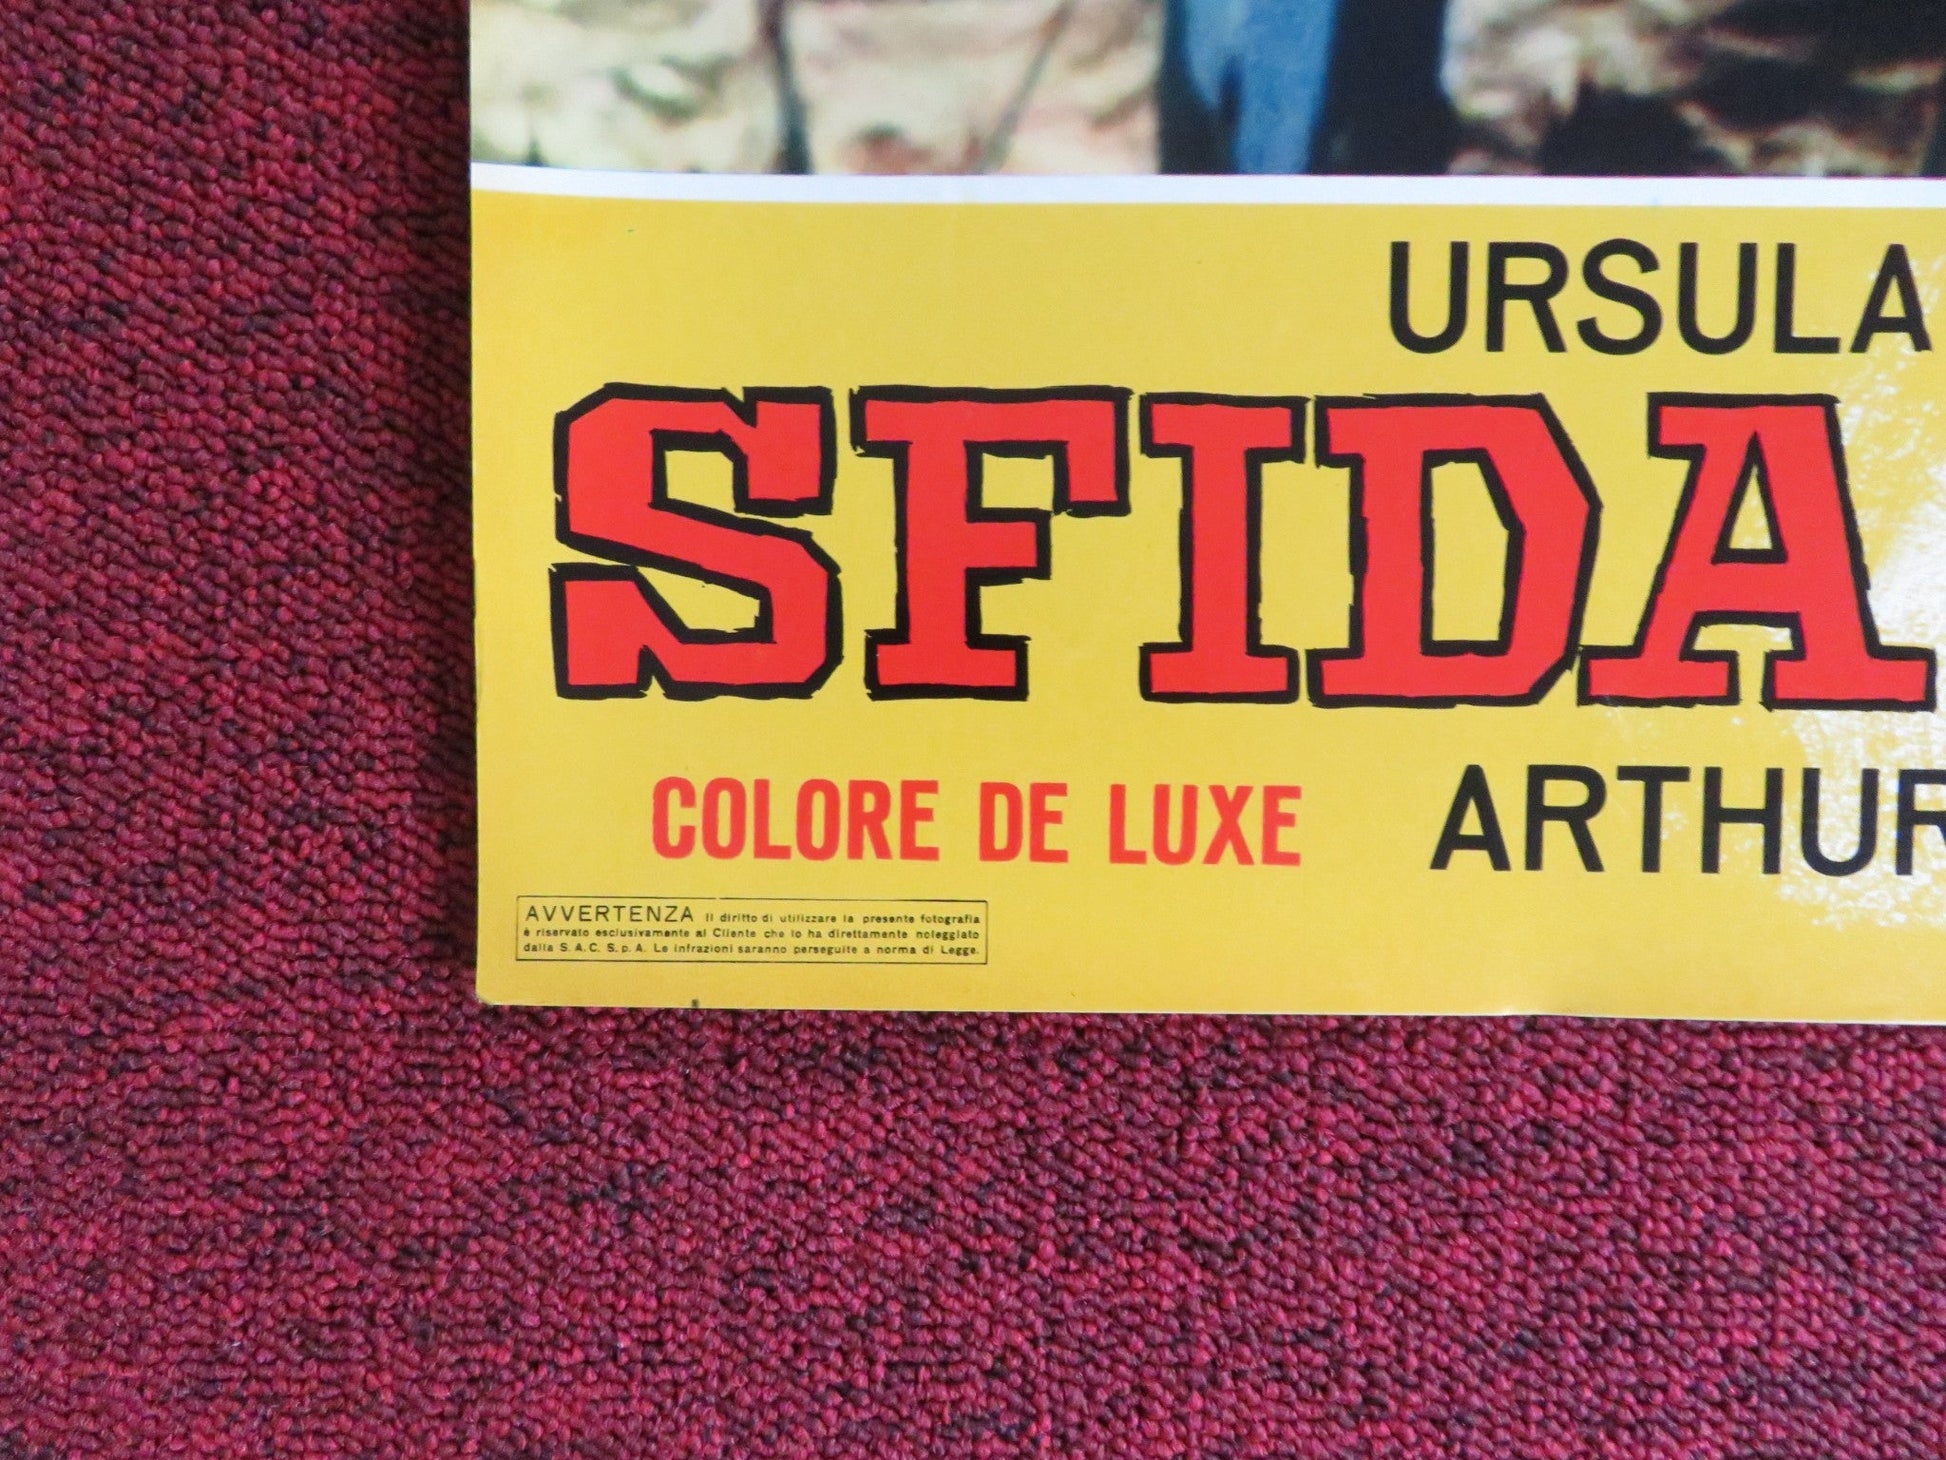 URSULA
SFIDA
COLORE DE LUXE ARTHUR
AVVERTENZA Il diritto di utilizzare la presente fotografia
è riservato esclusivamente al Cliente che lo ha direttamente noleggiato
dalla S.A.C. S.p.A. Le infrazioni saranno perseguite a norma di Legge.